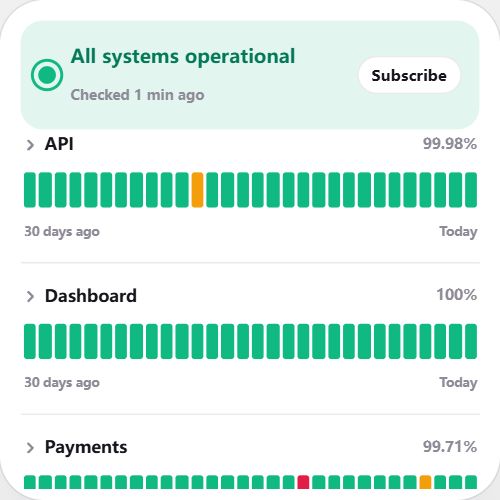 All systems operational
Checked 1 min ago
Subscribe
API
99.98%
30 days ago
Today
Dashboard
100%
30 days ago
Today
Payments
99.71%